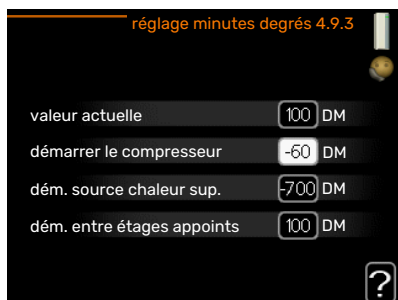 réglage minutes degrés 4.9.3
valeur actuelle 100 DM
démarrer le compresseur -60 DM
dém. source chaleur sup. -700 DM
dém. entre étages appoints 100 DM
?